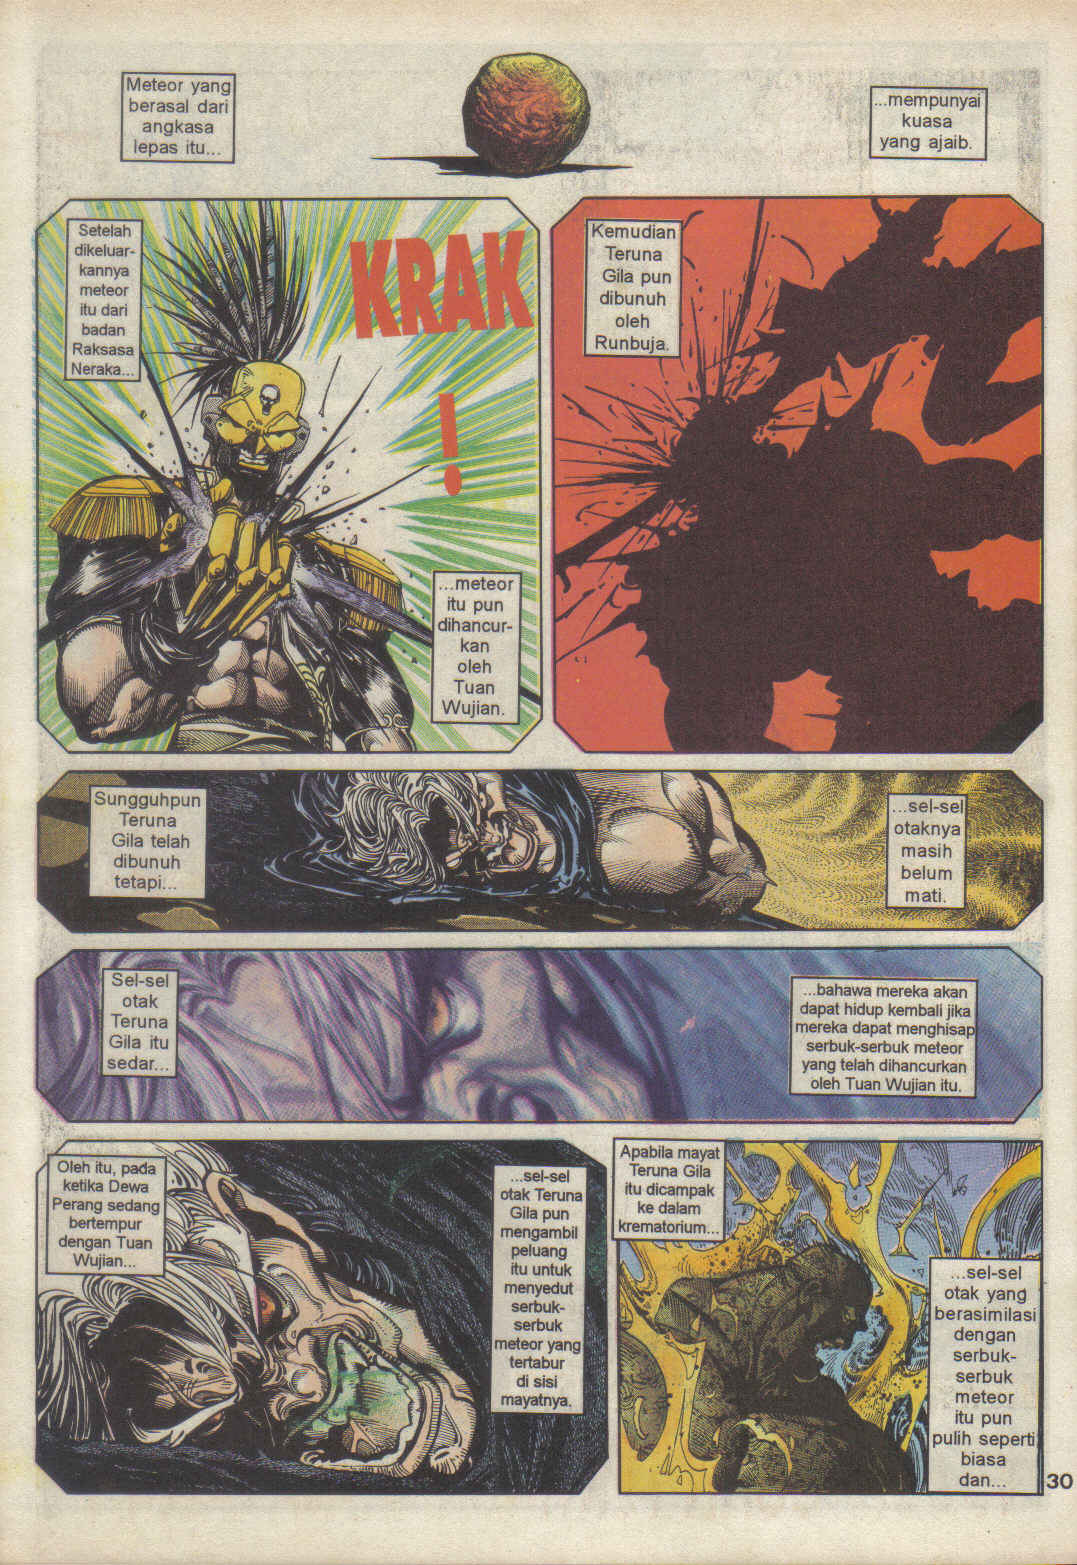 Meteor yang
berasal dari
angkasa
lepas itu...
...mempunyai
kuasa
yang ajaib.
Setelah
dikeluar-
kannya
meteor
itu dari
badan
Raksasa
Neraka...
KRAK
!
...meteor
itu pun
dihancur-
kan
oleh
Tuan
Wujian.
Kemudian
Teruna
Gila pun
dibunuh
oleh
Runbuja.
Sungguhpun
Teruna
Gila telah
dibunuh
tetapi...
...sel-sel
otaknya
masih
belum
mati.
Sel-sel
otak
Teruna
Gila itu
sedar...
...bahawa mereka akan
dapat hidup kembali jika
mereka dapat menghisap
serbuk-serbuk meteor
yang telah dihancurkan
oleh Tuan Wujian itu.
Oleh itu, pada
ketika Dewa
Perang sedang
bertempur
dengan Tuan
Wujian...
...sel-sel
otak Teruna
Gila pun
mengambil
peluang
itu untuk
menyedut
serbuk-
serbuk
meteor yang
tertabur
di sisi
mayatnya.
Apabila mayat
Teruna Gila
itu dicampak
ke dalam
krematorium...
...sel-sel
otak yang
berasimilasi
dengan
serbuk-
serbuk
meteor
itu pun
pulih seperti
biasa
dan...
30